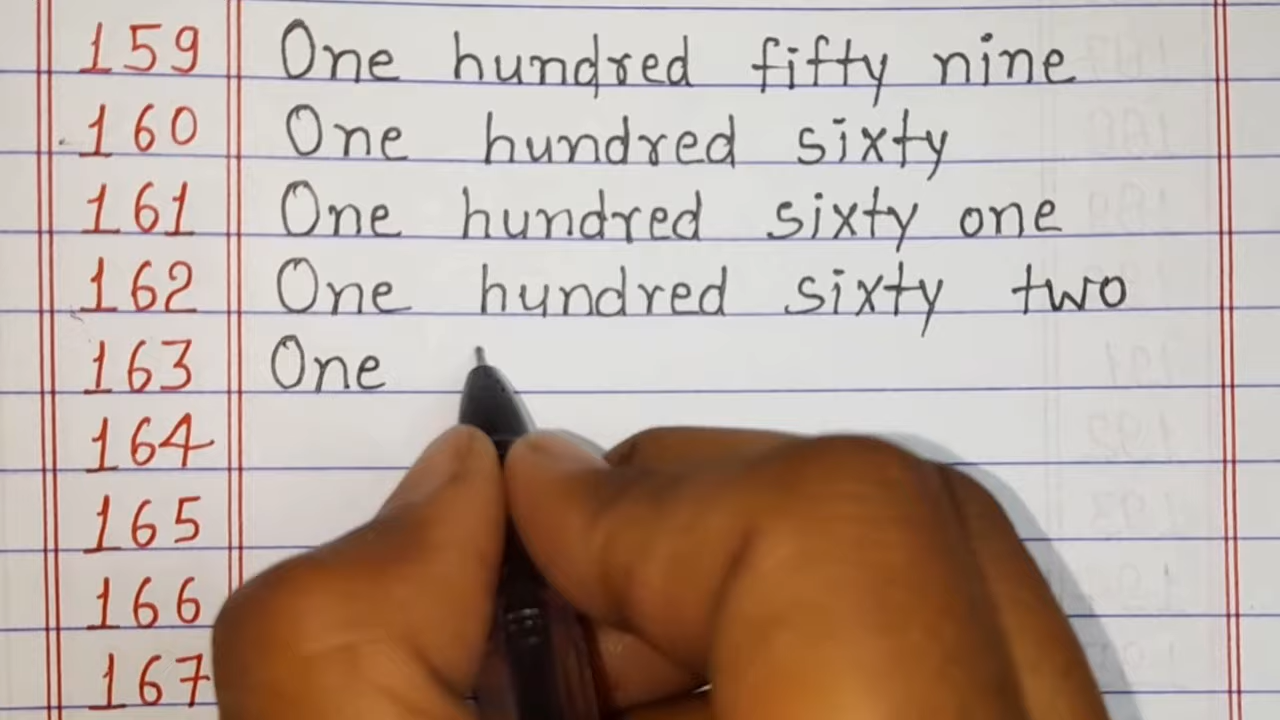 159 One hundred fifty nine
160 One hundred sixty
161 One hundred sixty one
162 One hundred sixty two
163 One
164
165
166
167